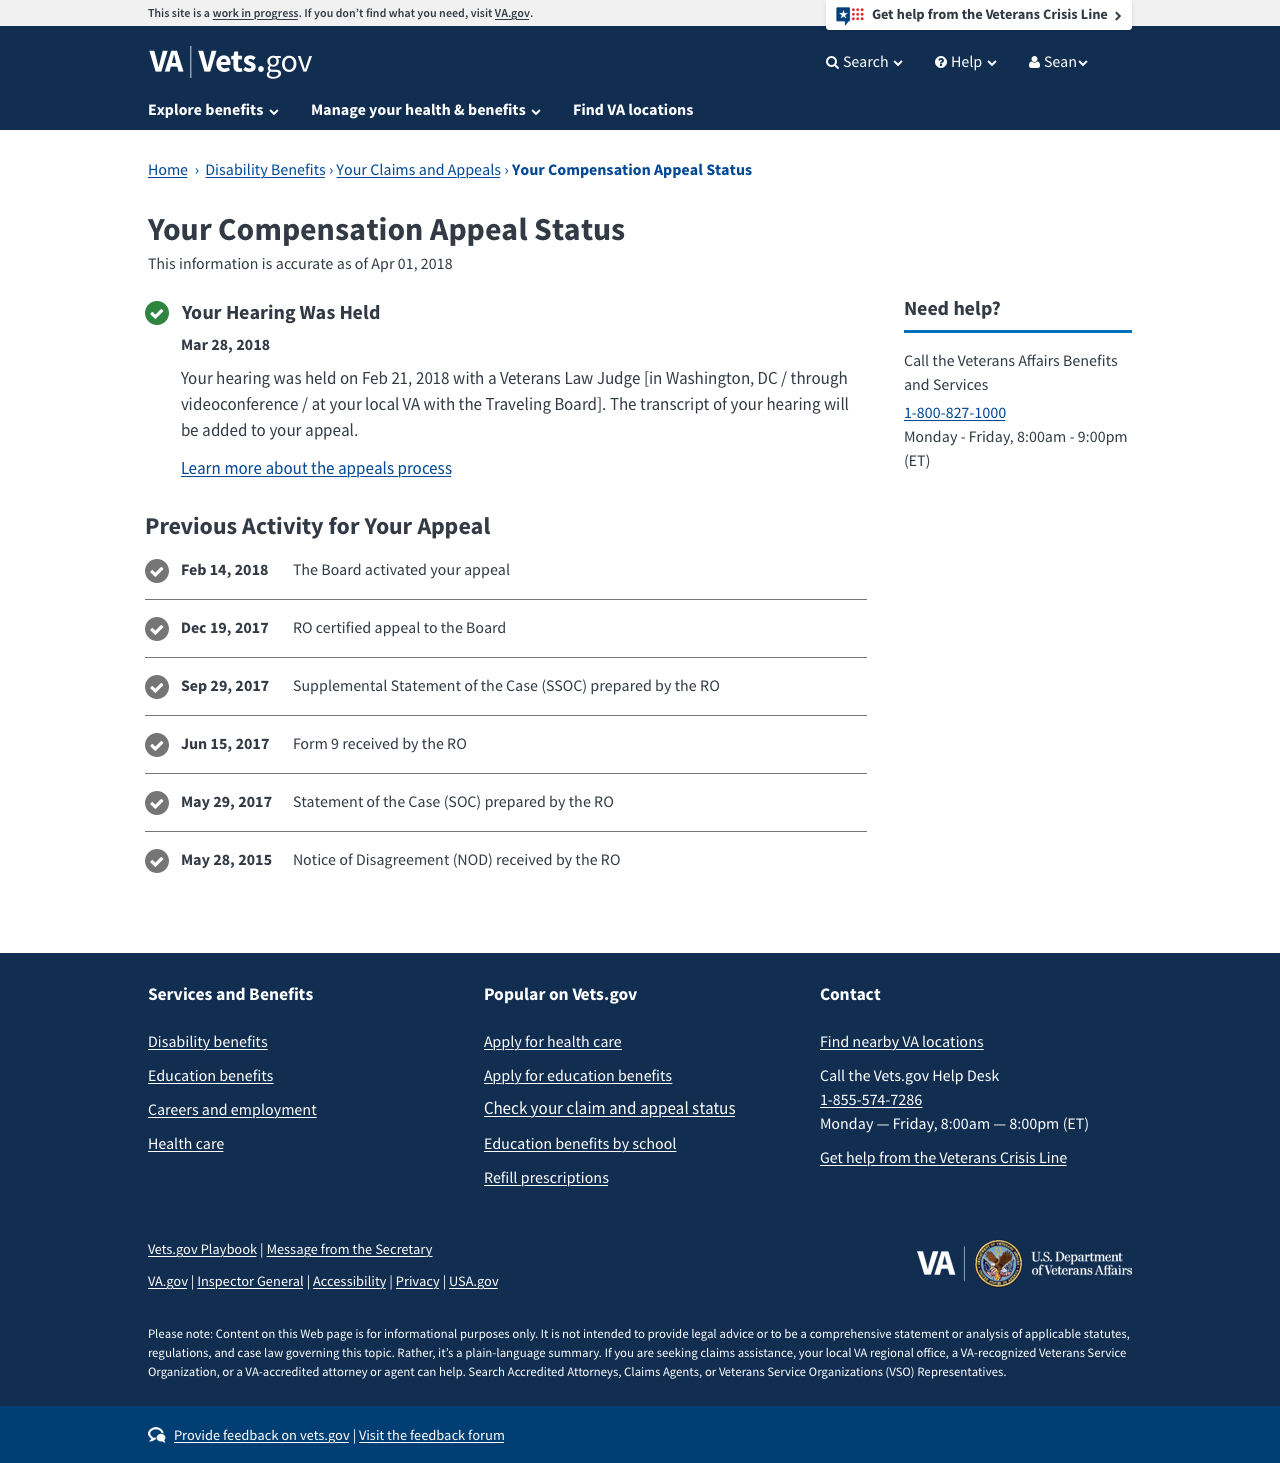 This site is a work in progress. If you don’t find what you need, visit VA.gov.
Get help from the Veterans Crisis Line
VA | Vets.gov
Search
Help
Sean
Explore benefits
Manage your health & benefits
Find VA locations
Home › Disability Benefits › Your Claims and Appeals › Your Compensation Appeal Status
Your Compensation Appeal Status
This information is accurate as of Apr 01, 2018
Your Hearing Was Held
Mar 28, 2018
Your hearing was held on Feb 21, 2018 with a Veterans Law Judge [in Washington, DC / through
videoconference / at your local VA with the Traveling Board]. The transcript of your hearing will
be added to your appeal.
Learn more about the appeals process
Need help?
Call the Veterans Affairs Benefits
and Services
1-800-827-1000
Monday - Friday, 8:00am - 9:00pm
(ET)
Previous Activity for Your Appeal
Feb 14, 2018 The Board activated your appeal
Dec 19, 2017 RO certified appeal to the Board
Sep 29, 2017 Supplemental Statement of the Case (SSOC) prepared by the RO
Jun 15, 2017 Form 9 received by the RO
May 29, 2017 Statement of the Case (SOC) prepared by the RO
May 28, 2015 Notice of Disagreement (NOD) received by the RO
Services and Benefits
Disability benefits
Education benefits
Careers and employment
Health care
Popular on Vets.gov
Apply for health care
Apply for education benefits
Check your claim and appeal status
Education benefits by school
Refill prescriptions
Contact
Find nearby VA locations
Call the Vets.gov Help Desk
1-855-574-7286
Monday — Friday, 8:00am — 8:00pm (ET)
Get help from the Veterans Crisis Line
Vets.gov Playbook | Message from the Secretary
VA.gov | Inspector General | Accessibility | Privacy | USA.gov
VA
U.S. Department
of Veterans Affairs
Please note: Content on this Web page is for informational purposes only. It is not intended to provide legal advice or to be a comprehensive statement or analysis of applicable statutes,
regulations, and case law governing this topic. Rather, it’s a plain-language summary. If you are seeking claims assistance, your local VA regional office, a VA-recognized Veterans Service
Organization, or a VA-accredited attorney or agent can help. Search Accredited Attorneys, Claims Agents, or Veterans Service Organizations (VSO) Representatives.
Provide feedback on vets.gov | Visit the feedback forum